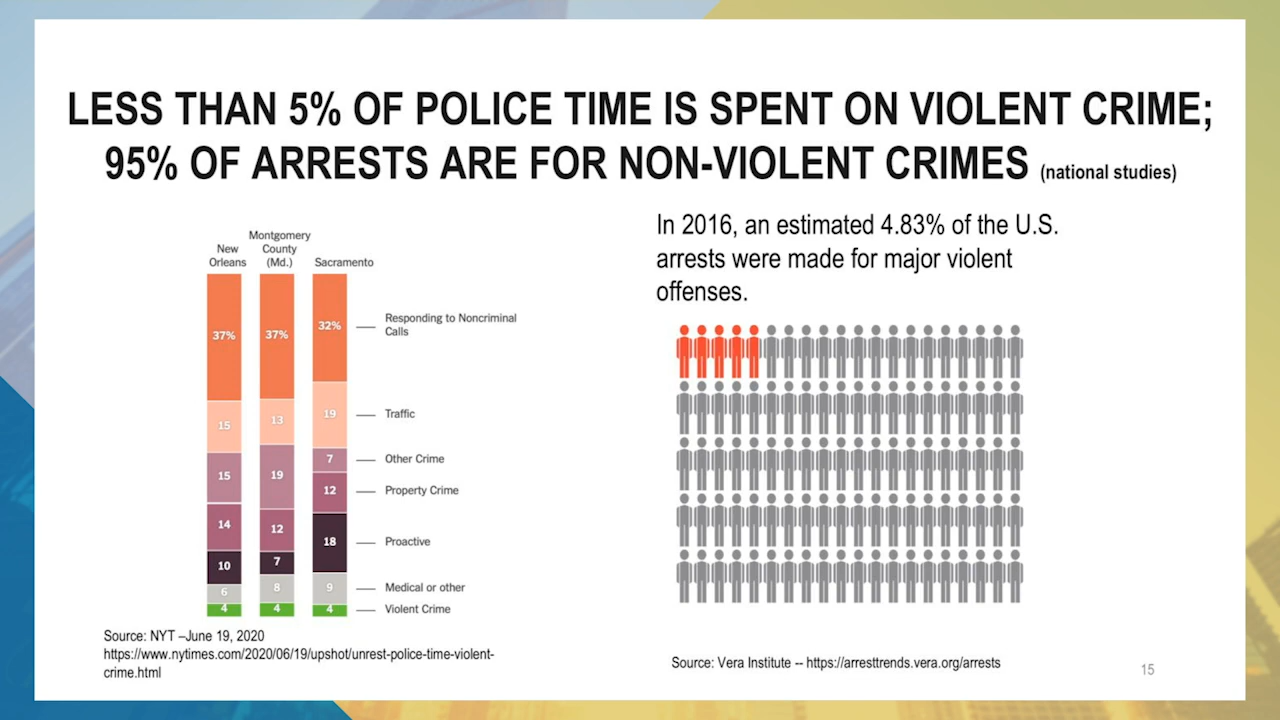 LESS THAN 5% OF POLICE TIME IS SPENT ON VIOLENT CRIME;
95% OF ARRESTS ARE FOR NON-VIOLENT CRIMES (national studies)
New
Orleans
Montgomery
County
(Md.)
Sacramento
37%
37%
32%
Responding to Noncriminal
Calls
15
13
19
Traffic
15
19
7
Other Crime
14
12
12
Property Crime
10
7
18
Proactive
6
8
9
Medical or other
4
4
4
Violent Crime
Source: NYT –June 19, 2020
https://www.nytimes.com/2020/06/19/upshot/unrest-police-time-violent-
crime.html
In 2016, an estimated 4.83% of the U.S.
arrests were made for major violent
offenses.
Source: Vera Institute -- https://arresttrends.vera.org/arrests
15